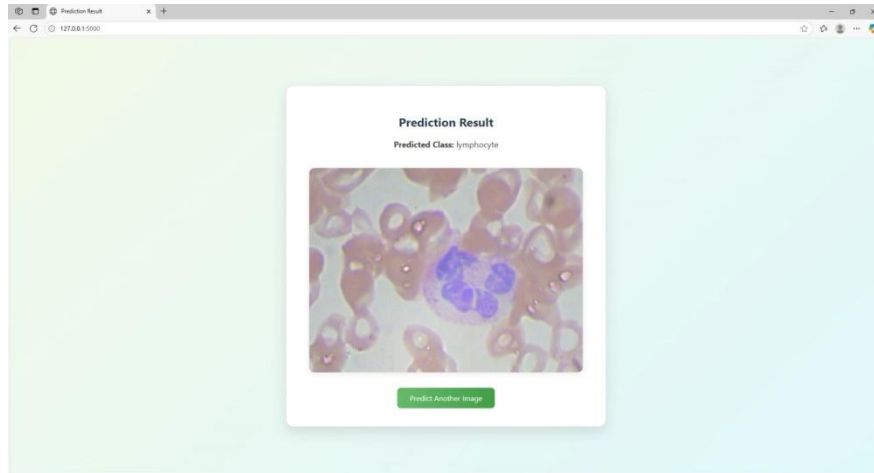 Prediction Result
127.0.0.1:5000
Prediction Result
Predicted Class: lymphocyte
Predict Another Image